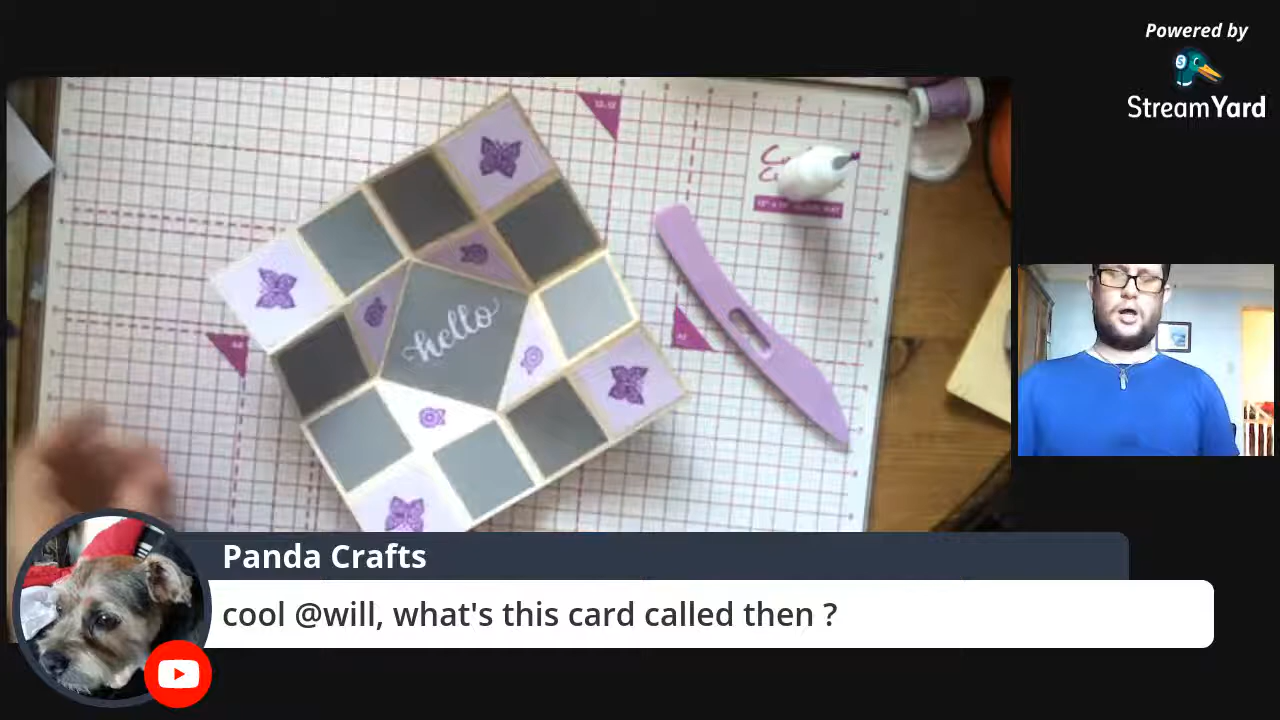 Powered by
StreamYard
hello
Panda Crafts
cool @will, what's this card called then ?